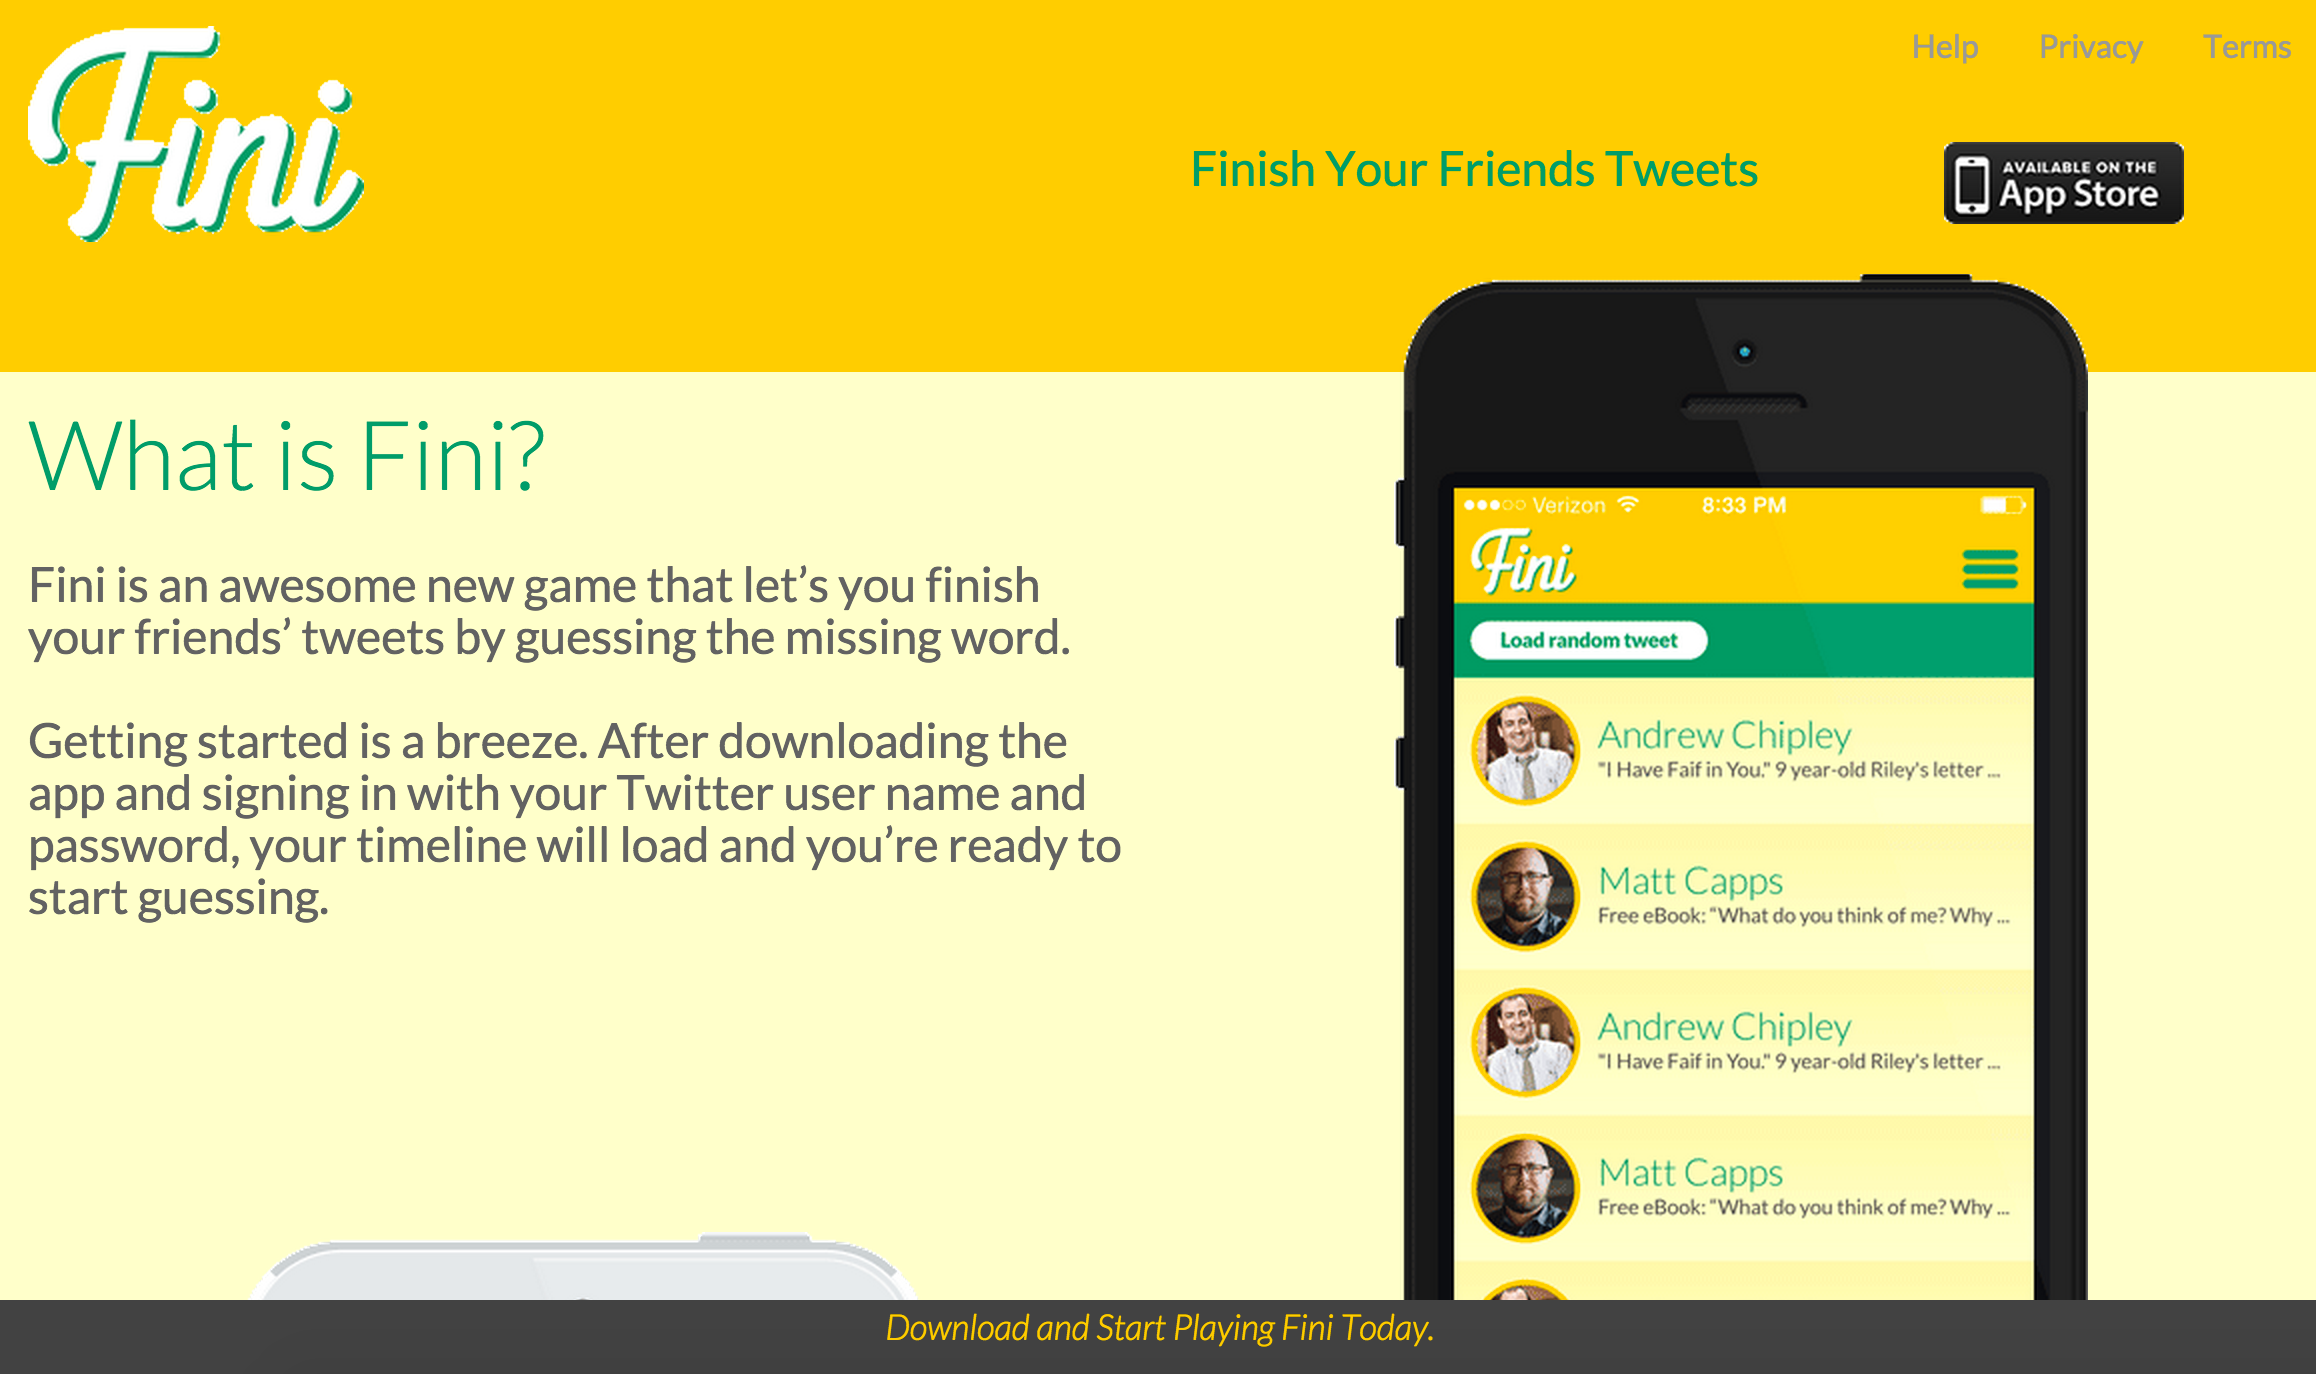 Fini
Help Privacy Terms
Finish Your Friends Tweets
AVAILABLE ON THE
App Store
What is Fini?
Fini is an awesome new game that let’s you finish
your friends’ tweets by guessing the missing word.
Getting started is a breeze. After downloading the
app and signing in with your Twitter user name and
password, your timeline will load and you’re ready to
start guessing.
Verizon 8:33 PM
Fini
Load random tweet
Andrew Chipley
"I Have Faif in You." 9 year-old Riley's letter ...
Matt Capps
Free eBook: “What do you think of me? Why ...
Andrew Chipley
"I Have Faif in You." 9 year-old Riley's letter ...
Matt Capps
Free eBook: “What do you think of me? Why ...
Download and Start Playing Fini Today.